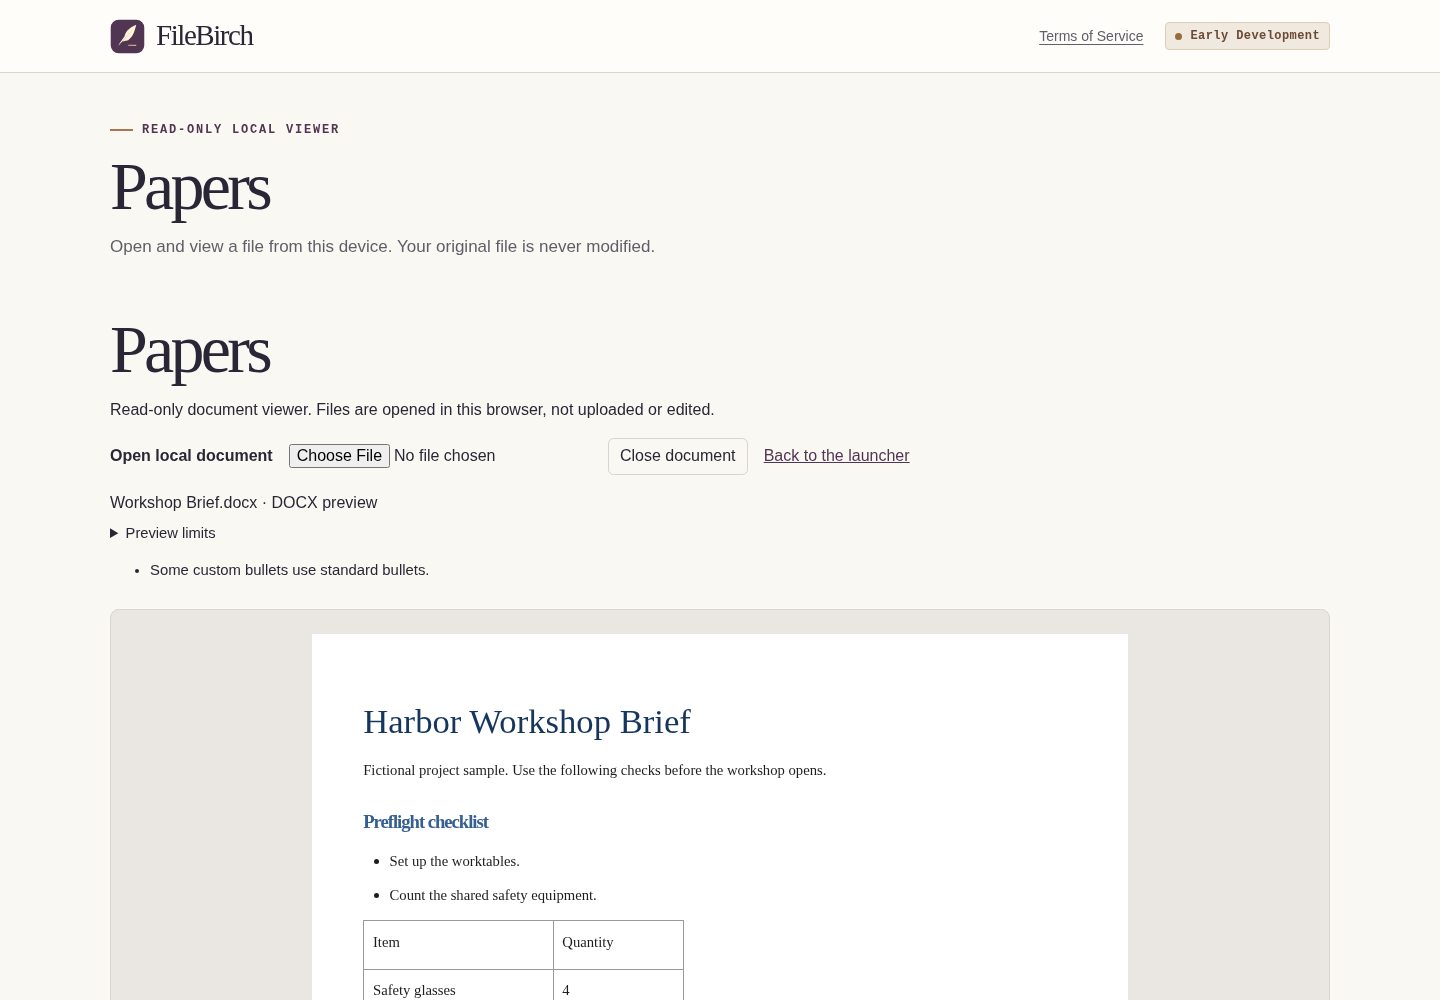 FileBirch
Terms of Service
Early Development
READ-ONLY LOCAL VIEWER
Papers
Open and view a file from this device. Your original file is never modified.
Papers
Read-only document viewer. Files are opened in this browser, not uploaded or edited.
Open local document Choose File No file chosen Close document Back to the launcher
Workshop Brief.docx · DOCX preview
Preview limits
Some custom bullets use standard bullets.
Harbor Workshop Brief
Fictional project sample. Use the following checks before the workshop opens.
Preflight checklist
Set up the worktables.
Count the shared safety equipment.
Item Quantity
Safety glasses 4